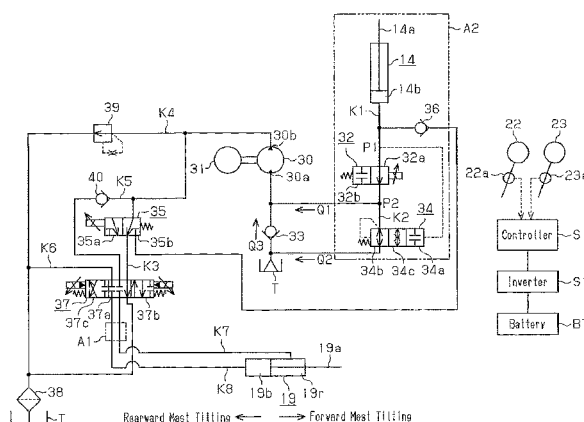 14a
A2
14
14b
39
K4
K1
36
22
23
30b
P1
32
32a
31
30
30a
32b
P2
22a
23a
40
K5
Q1
K2
34
35
33
35a
35b
Q3
Controller
S
K6
Q2
34b
34c
34a
T
K3
Inverter
S1
37
37a
37c
37b
Battery
BT
A1
K7
19a
K8
38
19b
19
19r
T
Rearward Mast Tilting
Forward Mast Tilting